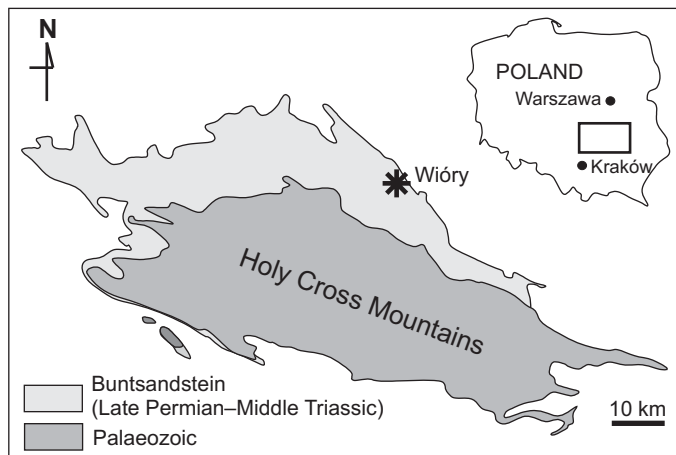 N
POLAND
Warszawa
Kraków
Wióry
Holy Cross Mountains
Buntsandstein
(Late Permian–Middle Triassic)
Palaeozoic
10 km